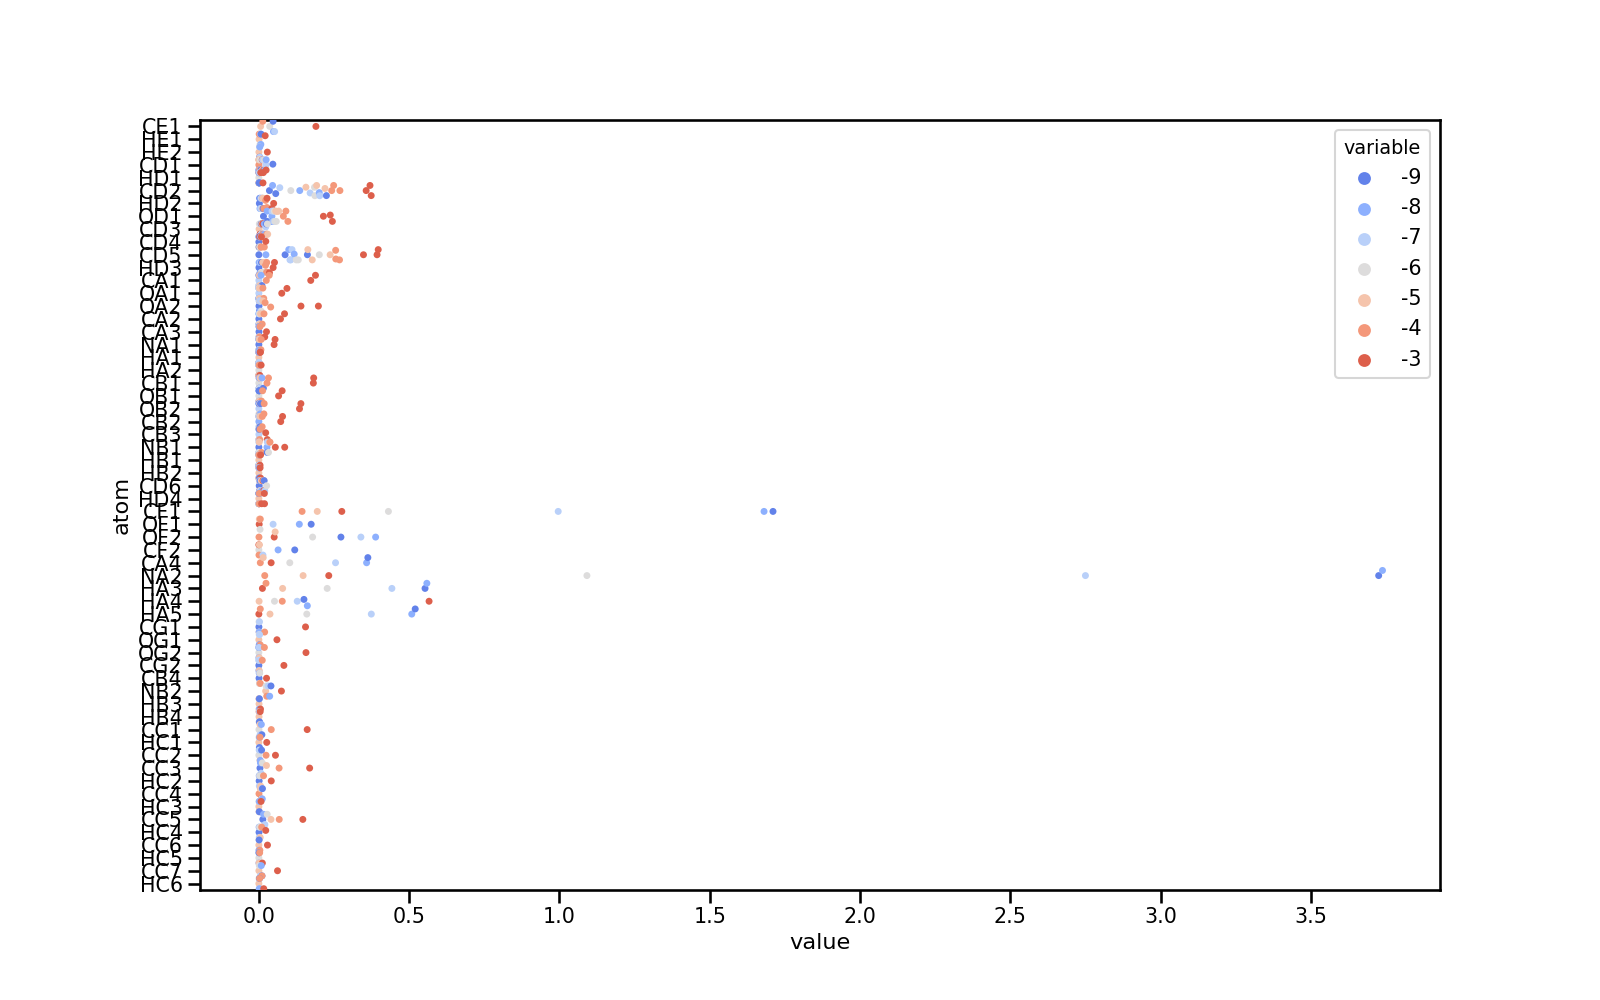 CE1
HE1
HE2
CD1
HD1
CD2
HD2
OD1
CD3
CD4
CD5
HD3
CA1
OA1
OA2
CA2
CA3
NA1
HA1
HA2
CB1
OB1
OB2
CB2
CB3
NB1
HB1
HB2
CD6
HD4
CF1
OF1
OF2
CF2
CA4
NA2
HA3
HA4
HA5
CG1
OG1
OG2
CG2
CB4
NB2
HB3
HB4
CC1
HC1
CC2
CC3
HC2
CC4
HC3
CC5
HC4
CC6
HC5
CC7
HC6
atom
variable
-9
-8
-7
-6
-5
-4
-3
0.0 0.5 1.0 1.5 2.0 2.5 3.0 3.5
value